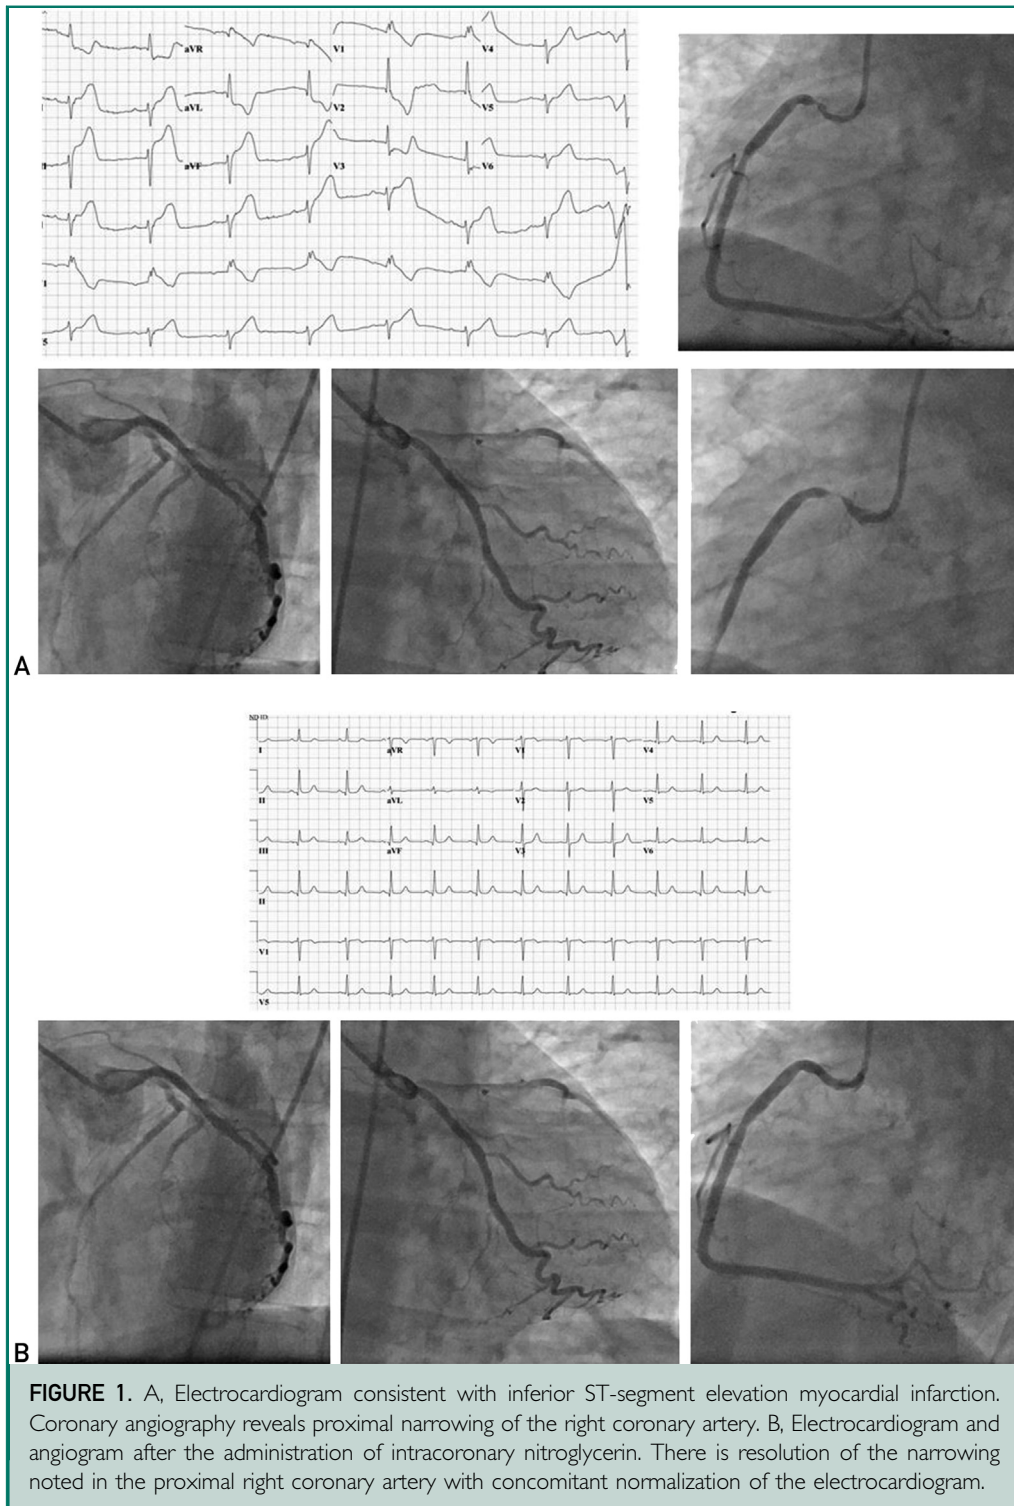 aVR
V1
V4
aVL
V2
V5
aVF
V3
V6
A
I
aVR
V1
V4
II
aVL
V2
V5
III
aVF
V3
V6
II
V1
V5
B
FIGURE 1. A, Electrocardiogram consistent with inferior ST-segment elevation myocardial infarction.
Coronary angiography reveals proximal narrowing of the right coronary artery. B, Electrocardiogram and
angiogram after the administration of intracoronary nitroglycerin. There is resolution of the narrowing
noted in the proximal right coronary artery with concomitant normalization of the electrocardiogram.